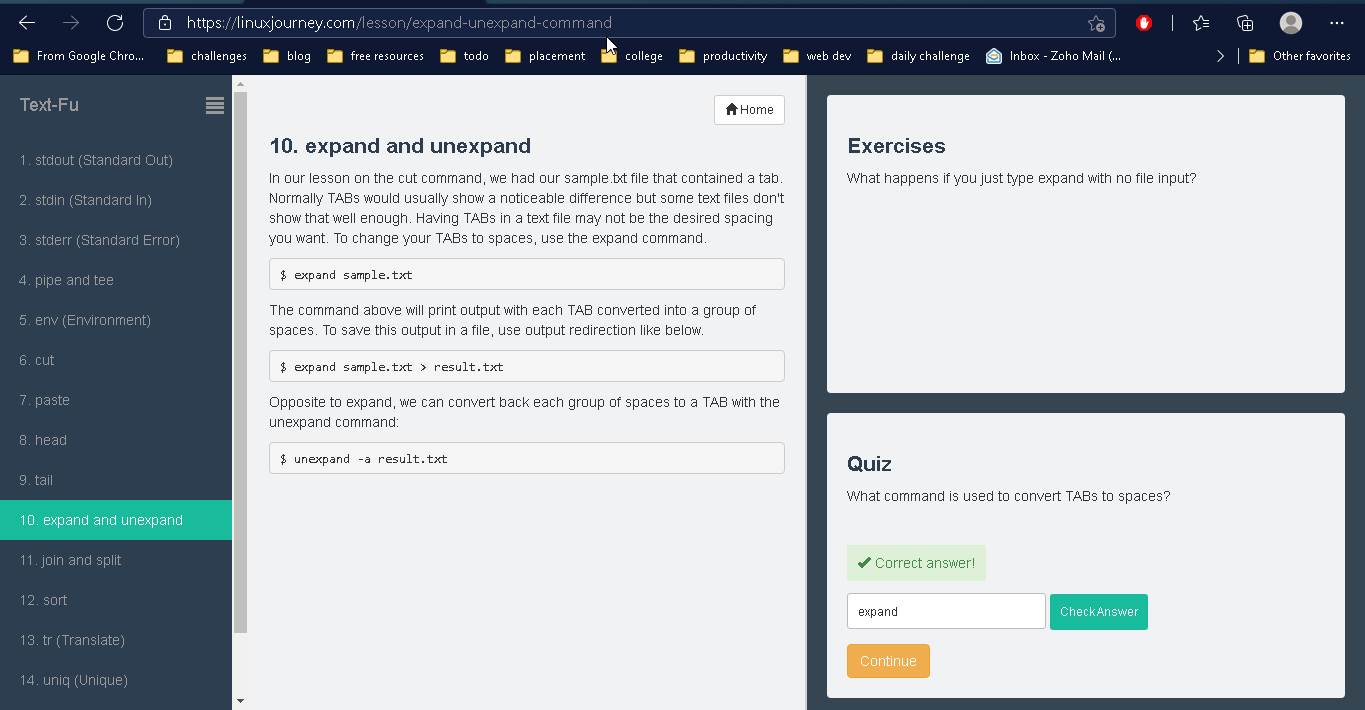 https://linuxjourney.com/lesson/expand-unexpand-command
From Google Chro...
challenges
blog
free resources
todo
placement
college
productivity
web dev
daily challenge
Inbox - Zoho Mail (...
Other favorites
Text-Fu
1. stdout (Standard Out)
2. stdin (Standard In)
3. stderr (Standard Error)
4. pipe and tee
5. env (Environment)
6. cut
7. paste
8. head
9. tail
10. expand and unexpand
11. join and split
12. sort
13. tr (Translate)
14. uniq (Unique)
Home
10. expand and unexpand
In our lesson on the cut command, we had our sample.txt file that contained a tab.
Normally TABs would usually show a noticeable difference but some text files don't
show that well enough. Having TABs in a text file may not be the desired spacing
you want. To change your TABs to spaces, use the expand command.
$ expand sample.txt
The command above will print output with each TAB converted into a group of
spaces. To save this output in a file, use output redirection like below.
$ expand sample.txt > result.txt
Opposite to expand, we can convert back each group of spaces to a TAB with the
unexpand command:
$ unexpand -a result.txt
Exercises
What happens if you just type expand with no file input?
Quiz
What command is used to convert TABs to spaces?
Correct answer!
expand
Check Answer
Continue